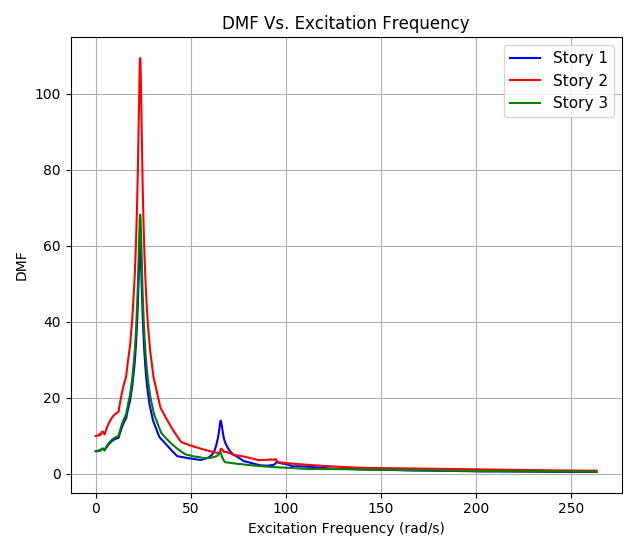 DMF Vs. Excitation Frequency
Story 1
Story 2
Story 3
DMF
100
80
60
40
20
0
0 50 100 150 200 250
Excitation Frequency (rad/s)